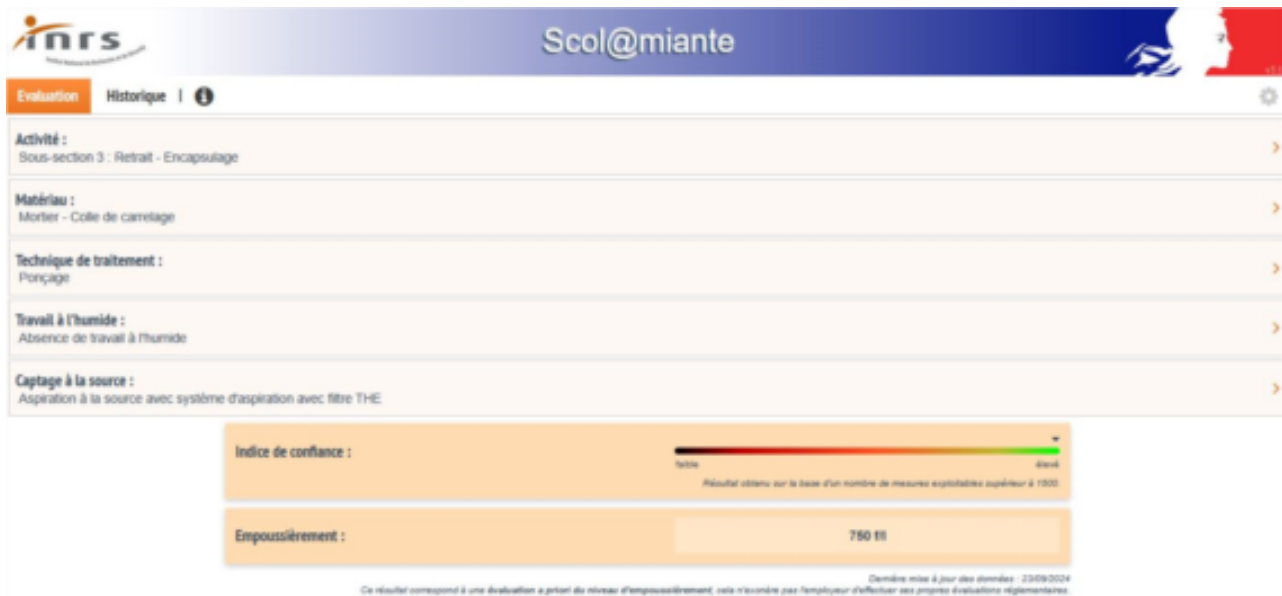 inrs
Scol@miante
Evaluation
Historique |
Activité :
Sous-section 3 : Retrait - Encapsulage
Matériau :
Mortier - Colle de carrelage
Technique de traitement :
Ponçage
Travail à l'humide :
Absence de travail à l'humide
Captage à la source :
Aspiration à la source avec système d'aspiration avec filtre THE
Indice de confiance :
faible
élevé
Résultat obtenu sur la base d'un nombre de mesures exploitables supérieur à 1000.
Empoussièrement :
750 f/l
Dernière mise à jour des données : 23/09/2024
Ce résultat correspond à une évaluation a priori du niveau d'empoussièrement, cela n'exonère pas l'employeur d'effectuer ses propres évaluations réglementaires.